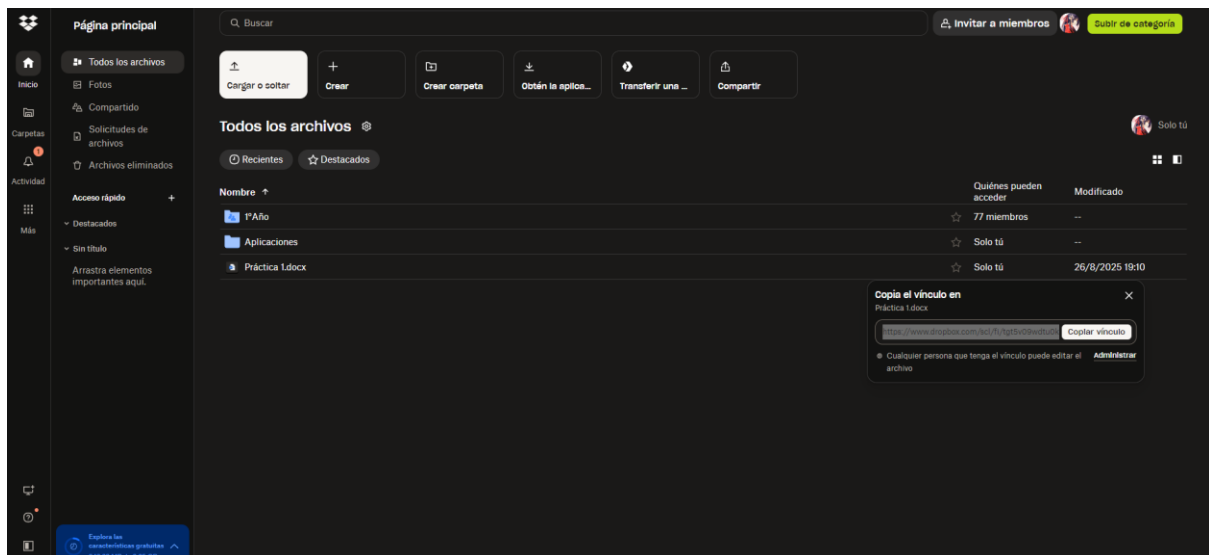 Página principal
Buscar
Invitar a miembros
Subir de categoría
Inicio
Carpetas
1
Actividad
Más
Todos los archivos
Fotos
Compartido
Solicitudes de
archivos
Archivos eliminados
Acceso rápido +
Destacados
Sin título
Arrastra elementos
importantes aquí.
Explora las
características gratuitas
Cargar o soltar
Crear
Crear carpeta
Obtén la aplica...
Transferir una ...
Compartir
Todos los archivos
Solo tú
Recientes
Destacados
Nombre ↑
Quiénes pueden
acceder
Modificado
1ºAño 77 miembros --
Aplicaciones Solo tú --
Práctica 1.docx Solo tú 26/8/2025 19:10
Copia el vínculo en
Práctica 1.docx
Copiar vínculo
Cualquier persona que tenga el vínculo puede editar el
archivo
Administrar